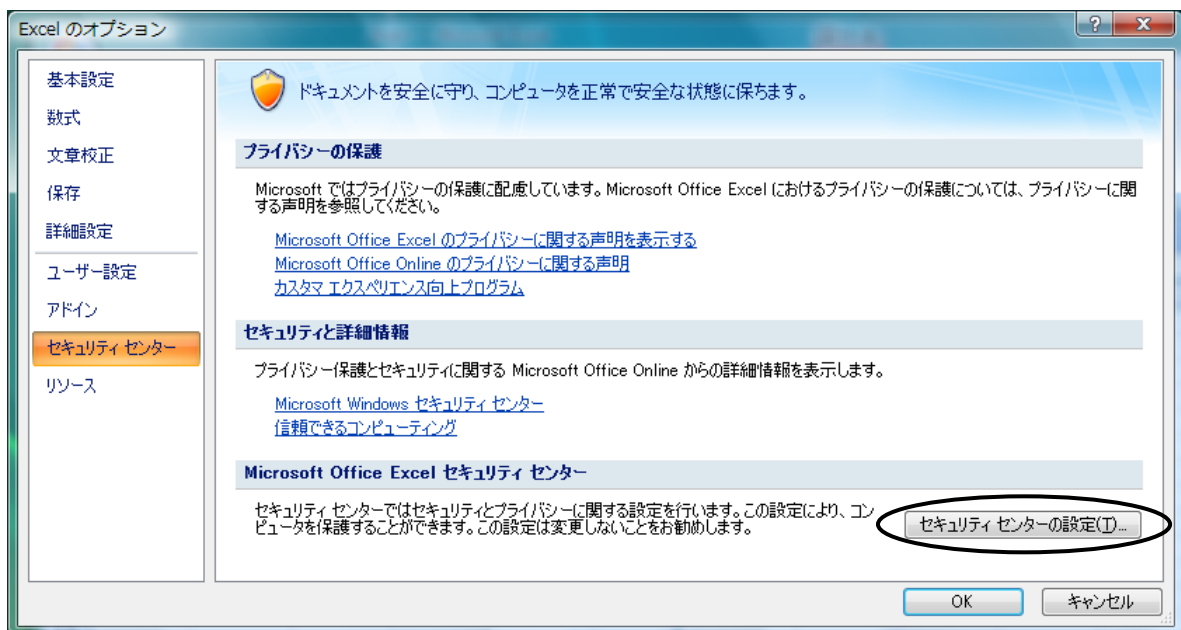 Excel のオプション
?
X
基本設定
数式
文章校正
保存
詳細設定
ユーザー設定
アドイン
セキュリティ センター
リソース
ドキュメントを安全に守り、コンピュータを正常で安全な状態に保ちます。
プライバシーの保護
Microsoft ではプライバシーの保護に配慮しています。Microsoft Office Excel におけるプライバシーの保護については、プライバシーに関
する声明を参照してください。
Microsoft Office Excel のプライバシーに関する声明を表示する
Microsoft Office Online のプライバシーに関する声明
カスタマ エクスペリエンス向上プログラム
セキュリティと詳細情報
プライバシー保護とセキュリティに関する Microsoft Office Online からの詳細情報を表示します。
Microsoft Windows セキュリティ センター
信頼できるコンピューティング
Microsoft Office Excel セキュリティ センター
セキュリティ センターではセキュリティとプライバシーに関する設定を行います。この設定により、コン
ピュータを保護することができます。この設定は変更しないことをお勧めします。
セキュリティ センターの設定(T)...
OK
キャンセル